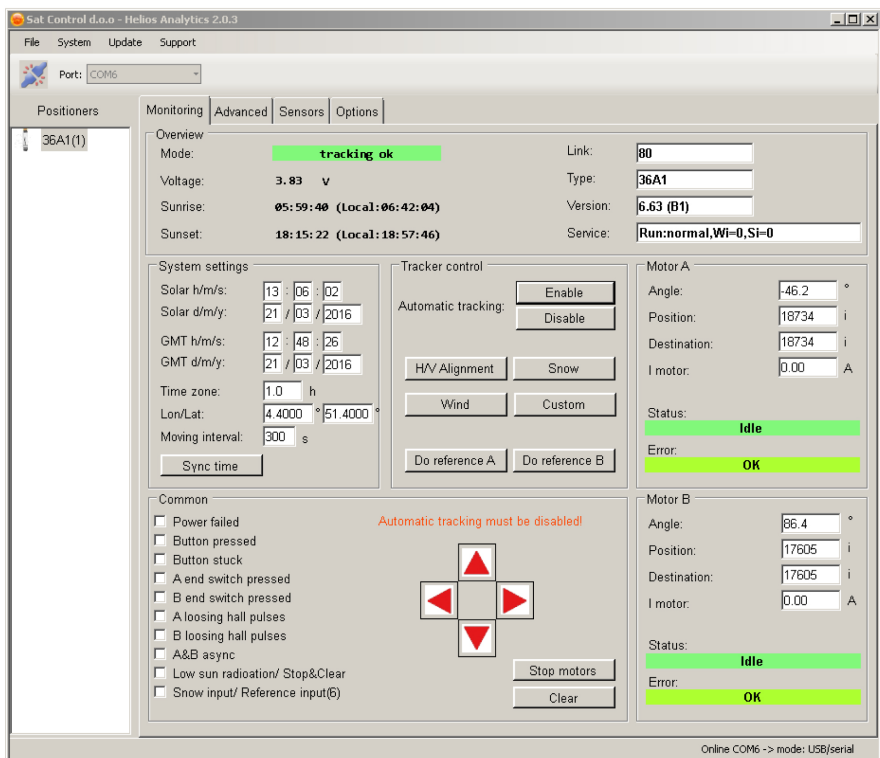 Sat Control d.o.o - Helios Analytics 2.0.3
File System Update Support
Port: COM6
Positioners
36A1(1)
Monitoring Advanced Sensors Options
Overview
Mode: tracking ok
Voltage: 3.83 V
Sunrise: 05:59:40 (Local:06:42:04)
Sunset: 18:15:22 (Local:18:57:46)
Link: 80
Type: 36A1
Version: 6.63 (B1)
Service: Run:normal,Wi=0,Si=0
System settings
Solar h/m/s: 13 : 06 : 02
Solar d/m/y: 21 / 03 / 2016
GMT h/m/s: 12 : 48 : 26
GMT d/m/y: 21 / 03 / 2016
Time zone: 1.0 h
Lon/Lat: 4.4000 ° 51.4000 °
Moving interval: 300 s
Sync time
Tracker control
Automatic tracking: Enable
Disable
H/V Alignment Snow
Wind Custom
Do reference A Do reference B
Motor A
Angle: -46.2 °
Position: 18734 i
Destination: 18734 i
I motor: 0.00 A
Status:
Idle
Error:
OK
Common
Power failed
Button pressed
Button stuck
A end switch pressed
B end switch pressed
A loosing hall pulses
B loosing hall pulses
A&B async
Low sun radioation/ Stop&Clear
Snow input/ Reference input(6)
Automatic tracking must be disabled!
Stop motors
Clear
Motor B
Angle: 86.4 °
Position: 17605 i
Destination: 17605 i
I motor: 0.00 A
Status:
Idle
Error:
OK
Online COM6 -> mode: USB/serial